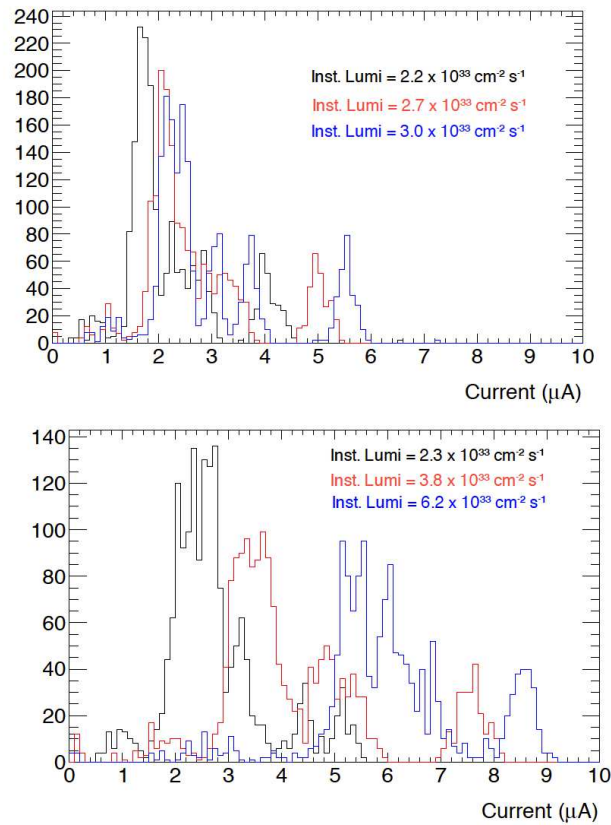 240
220
200
180
160
140
120
100
80
60
40
20
0
Inst. Lumi = 2.2 x 10³³ cm⁻² s⁻¹
Inst. Lumi = 2.7 x 10³³ cm⁻² s⁻¹
Inst. Lumi = 3.0 x 10³³ cm⁻² s⁻¹
0 1 2 3 4 5 6 7 8 9 10
Current (μA)
140
120
100
80
60
40
20
0
Inst. Lumi = 2.3 x 10³³ cm⁻² s⁻¹
Inst. Lumi = 3.8 x 10³³ cm⁻² s⁻¹
Inst. Lumi = 6.2 x 10³³ cm⁻² s⁻¹
0 1 2 3 4 5 6 7 8 9 10
Current (μA)